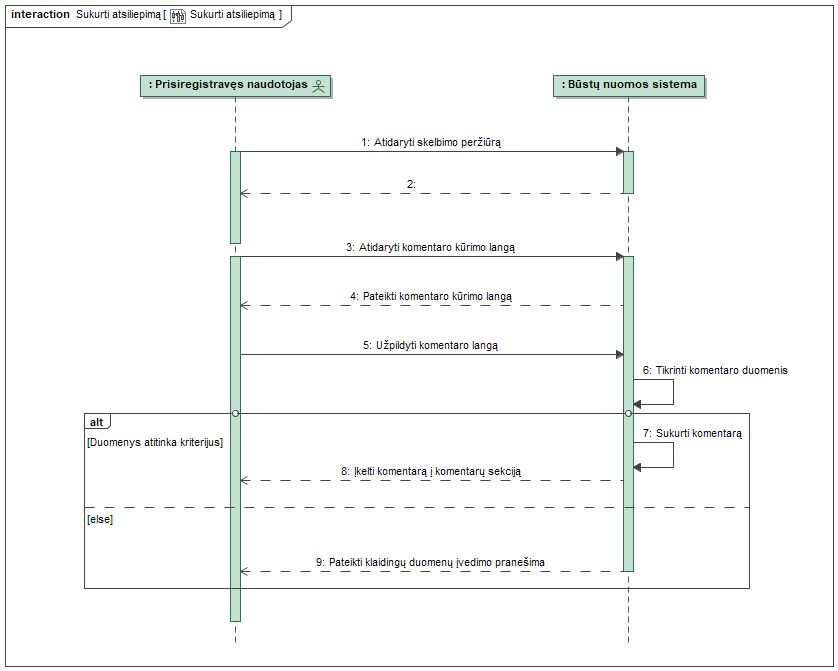 interaction Sukurti atsiliepimą [ Sukurti atsiliepimą ]
: Prisiregistravęs naudotojas
: Būstų nuomos sistema
1: Atidaryti skelbimo peržiūrą
2:
3: Atidaryti komentaro kūrimo langą
4: Pateikti komentaro kūrimo langą
5: Užpildyti komentaro langą
6: Tikrinti komentaro duomenis
alt
[Duomenys atitinka kriterijus]
7: Sukurti komentarą
8: Įkelti komentarą į komentarų sekciją
[else]
9: Pateikti klaidingų duomenų įvedimo pranešima